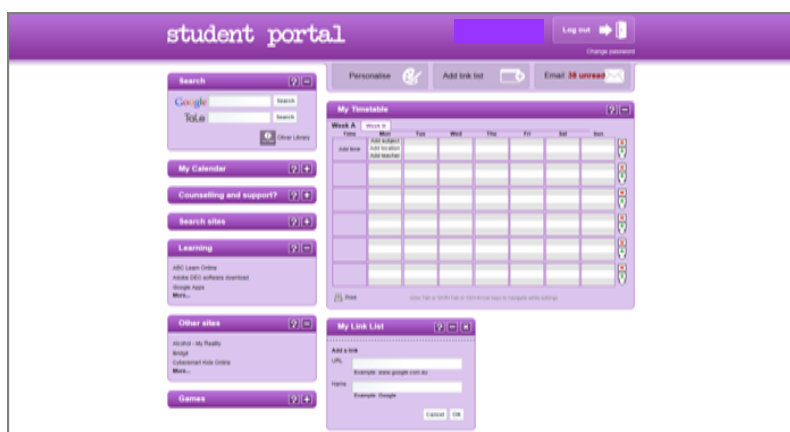 student portal
Log out
Change password
Search
Google Search
TaLe Search
Oliver Library
My Calendar
Counselling and support?
Search sites
Learning
ABC Learn Online
Adobe DEC software download
Google Apps
More...
Other sites
Alcohol - My Reality
Bridgit
Cybersmart Kids Online
More...
Games
Personalise
Add link list
Email: 38 unread
My Timetable
Week A Week B
Time Mon Tue Wed Thu Fri Sat Sun
Add time
Add subject
Add location
Add teacher
Print
My Link List
Add a link
URL
Example: www.google.com.au
Name
Example: Google
Cancel OK